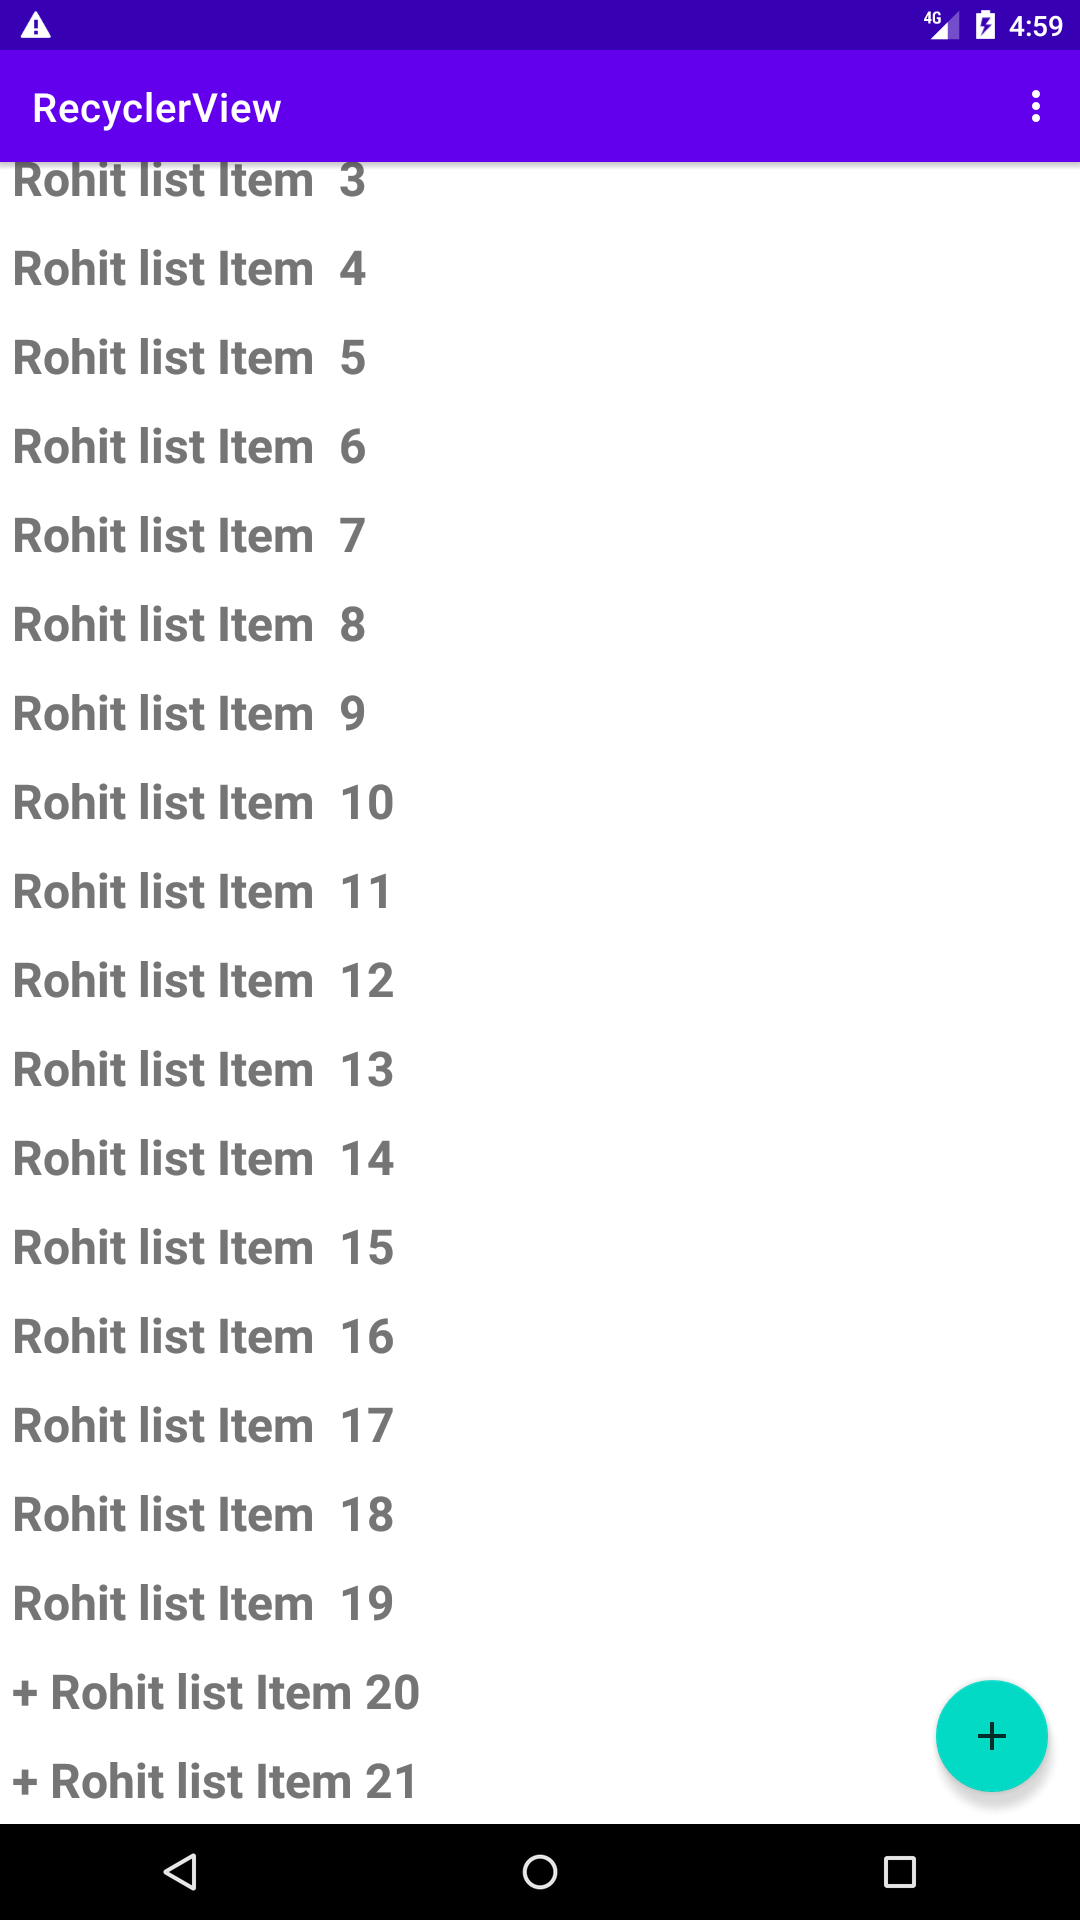 4G 4:59
RecyclerView
Rohit list Item  3
Rohit list Item  4
Rohit list Item  5
Rohit list Item  6
Rohit list Item  7
Rohit list Item  8
Rohit list Item  9
Rohit list Item  10
Rohit list Item  11
Rohit list Item  12
Rohit list Item  13
Rohit list Item  14
Rohit list Item  15
Rohit list Item  16
Rohit list Item  17
Rohit list Item  18
Rohit list Item  19
+ Rohit list Item 20
+ Rohit list Item 21